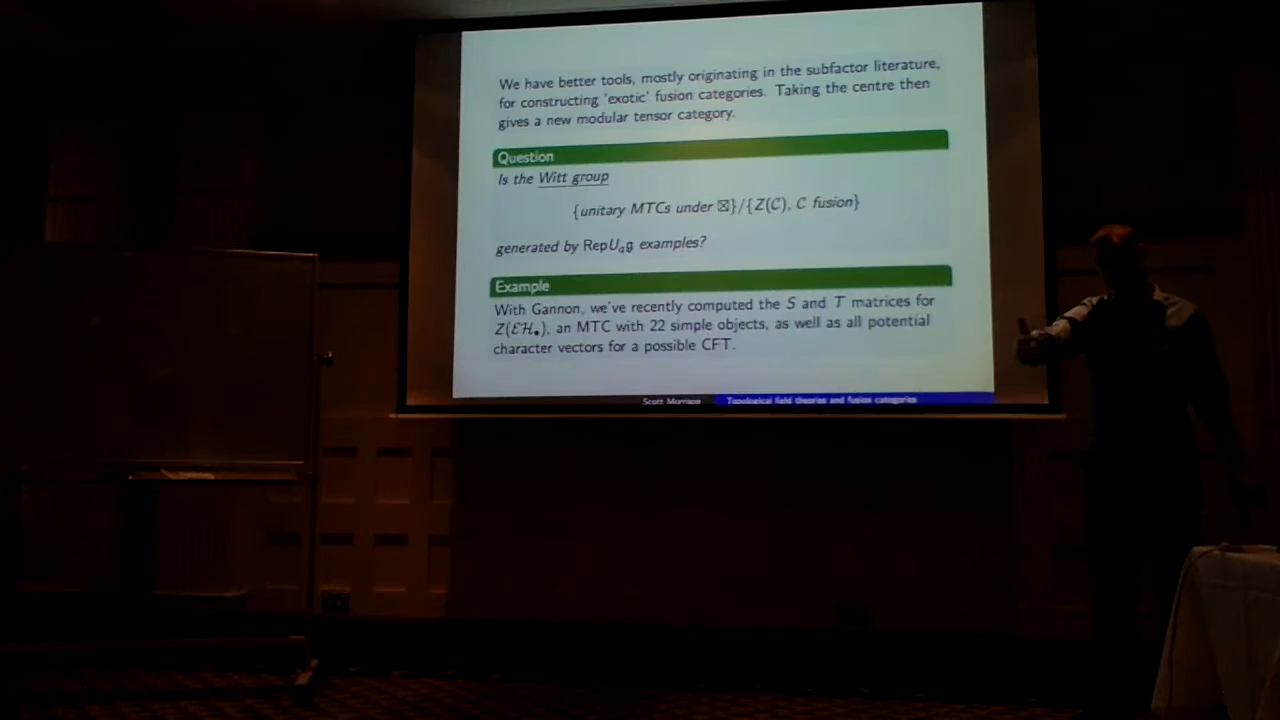 We have better tools, mostly originating in the subfactor literature,
for constructing 'exotic' fusion categories. Taking the centre then
gives a new modular tensor category.
Question
Is the Witt group
{unitary MTCs under ⊠}/{Z(C), C fusion}
generated by RepU_q𝔤 examples?
Example
With Gannon, we've recently computed the S and T matrices for
Z(ℰℋ•), an MTC with 22 simple objects, as well as all potential
character vectors for a possible CFT.
Scott Morrison Topological field theories and fusion categories